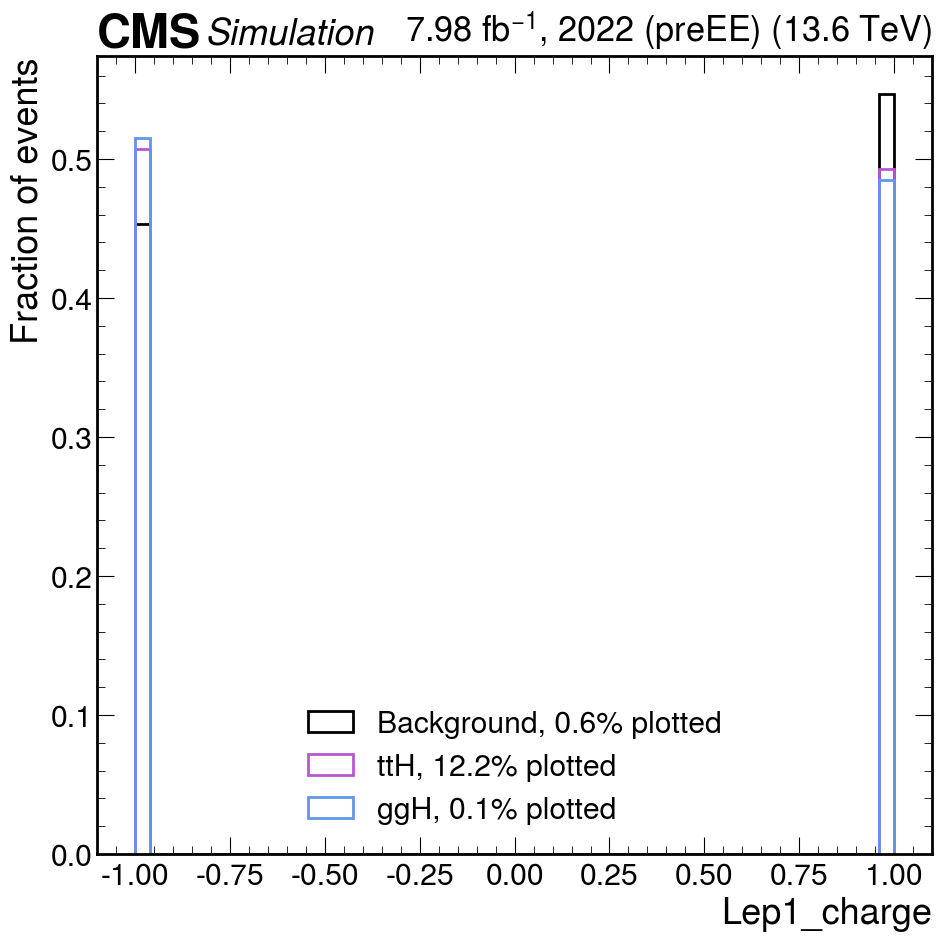 CMS Simulation 7.98 fb⁻¹, 2022 (preEE) (13.6 TeV)
Fraction of events
0.5
0.4
0.3
0.2
0.1
0.0
Background, 0.6% plotted
ttH, 12.2% plotted
ggH, 0.1% plotted
-1.00 -0.75 -0.50 -0.25 0.00 0.25 0.50 0.75 1.00
Lep1_charge